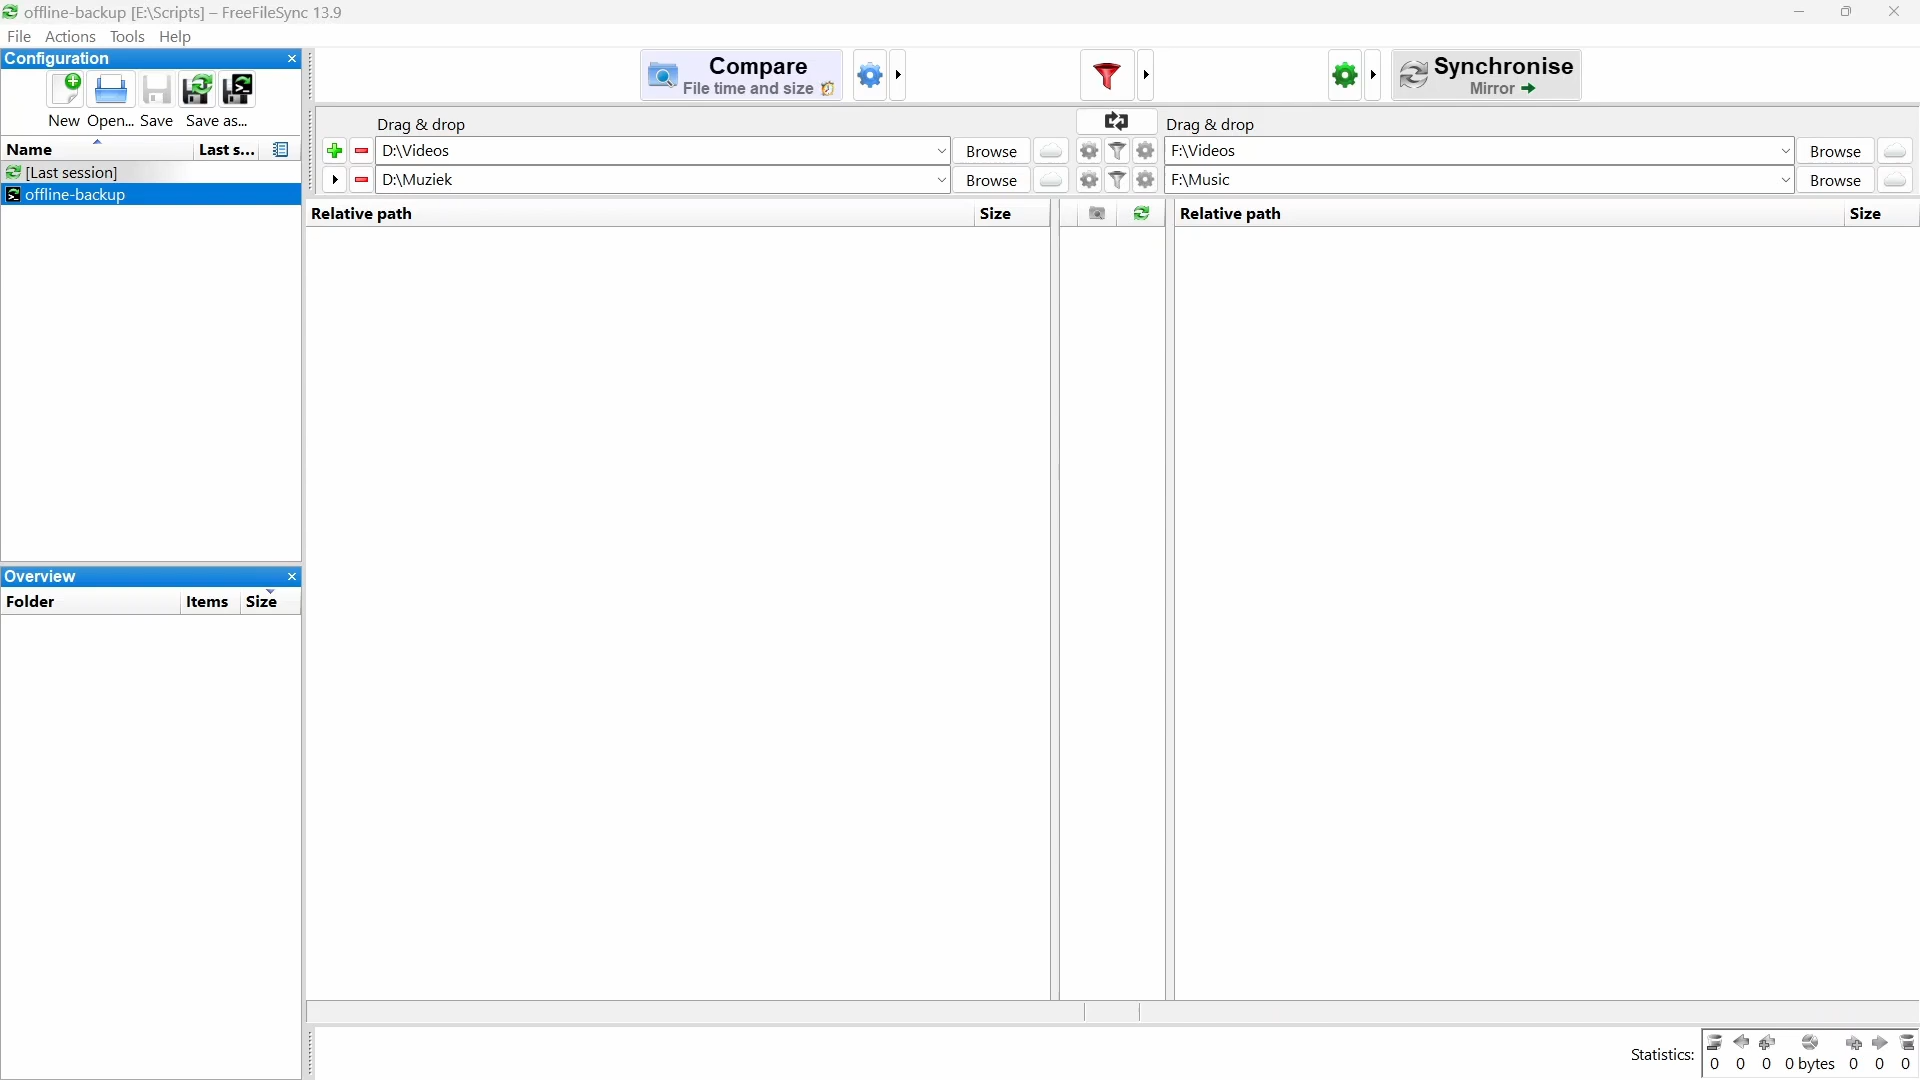 offline-backup [E:\Scripts] – FreeFileSync 13.9
File Actions Tools Help
Configuration
Compare
File time and size
Synchronise
Mirror
New Open... Save Save as...
Name Last s...
[Last session]
offline-backup
Drag & drop
Drag & drop
D:\Videos Browse F:\Videos Browse
D:\Muziek Browse F:\Music Browse
Relative path Size
Relative path Size
Overview
Folder Items Size
Statistics: 0 0 0 0 bytes 0 0 0